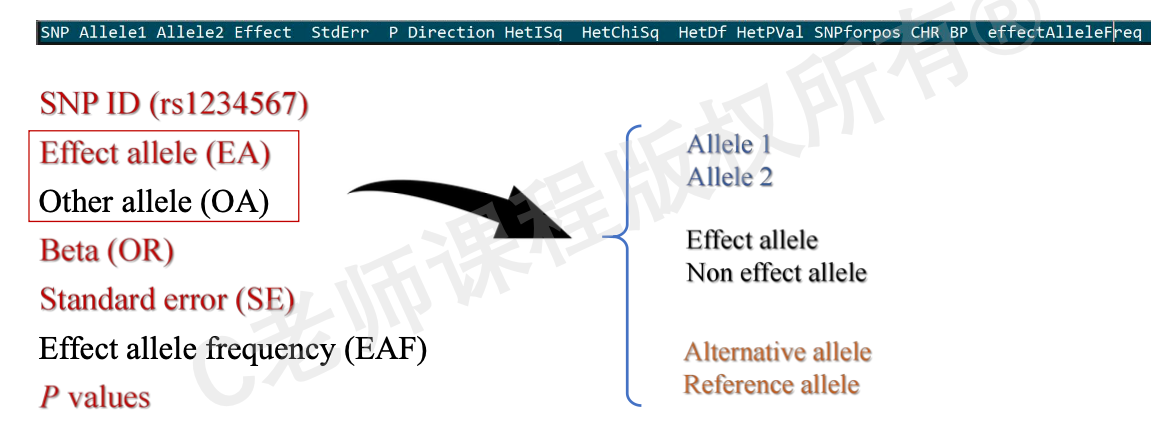 SNP Allele1 Allele2 Effect StdErr P Direction HetISq HetChiSq HetDf HetPVal SNPforpos CHR BP effectAlleleFreq
SNP ID (rs1234567)
Effect allele (EA)
Other allele (OA)
Beta (OR)
Standard error (SE)
Effect allele frequency (EAF)
P values
Allele 1
Allele 2
Effect allele
Non effect allele
Alternative allele
Reference allele
C老师课程版权所有®